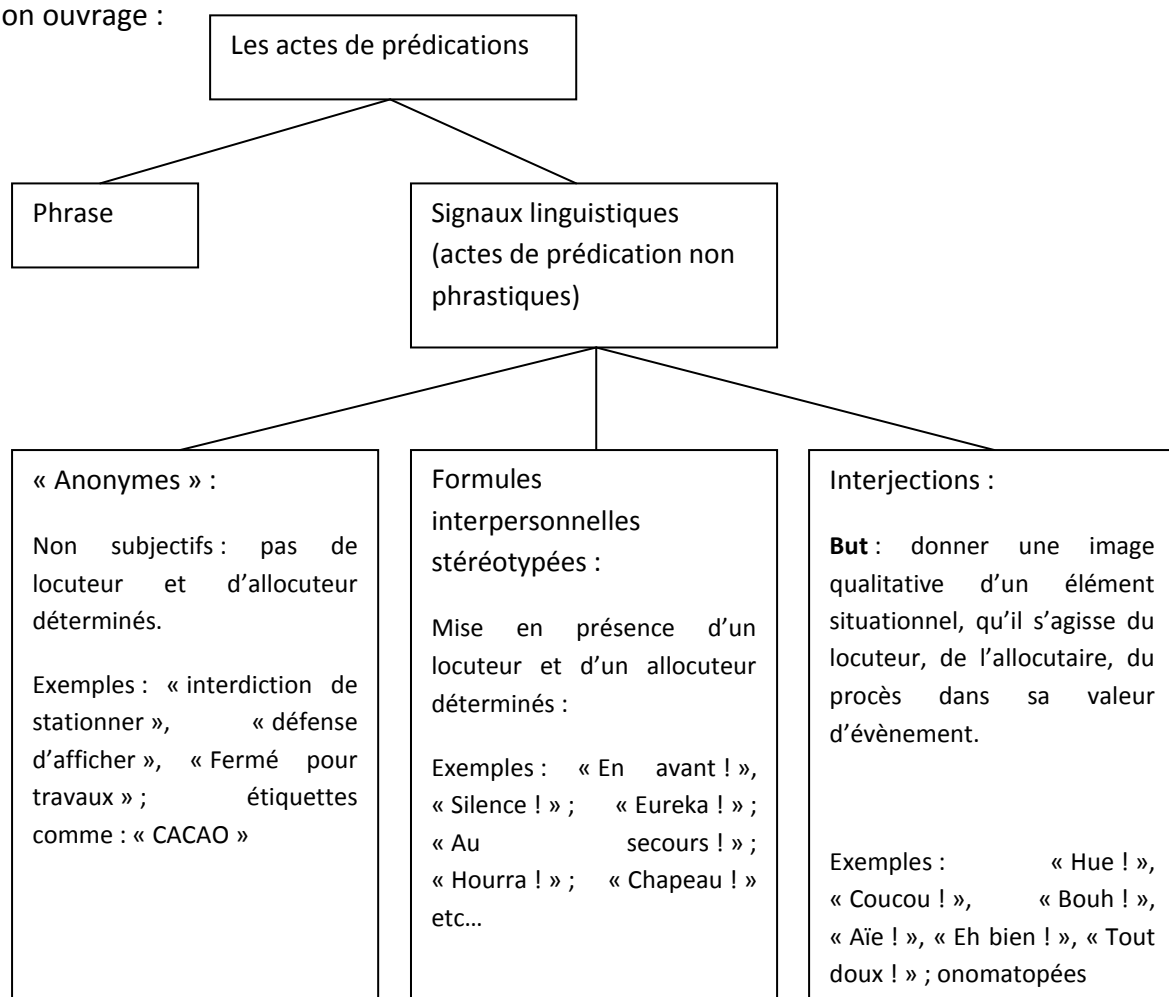 on ouvrage :
Les actes de prédications
Phrase
Signaux linguistiques
(actes de prédication non
phrastiques)
« Anonymes » :
Non subjectifs : pas de
locuteur et d’allocuteur
déterminés.
Exemples : « interdiction de
stationner », « défense
d’afficher », « Fermé pour
travaux » ; étiquettes
comme : « CACAO »
Formules
interpersonnelles
stéréotypées :
Mise en présence d’un
locuteur et d’un allocuteur
déterminés :
Exemples : « En avant ! »,
« Silence ! » ; « Eureka ! » ;
« Au secours ! » ;
« Hourra ! » ; « Chapeau ! »
etc…
Interjections :
But : donner une image
qualitative d’un élément
situationnel, qu’il s’agisse du
locuteur, de l’allocutaire, du
procès dans sa valeur
d’évènement.
Exemples : « Hue ! »,
« Coucou ! », « Bouh ! »,
« Aïe ! », « Eh bien ! », « Tout
doux ! » ; onomatopées